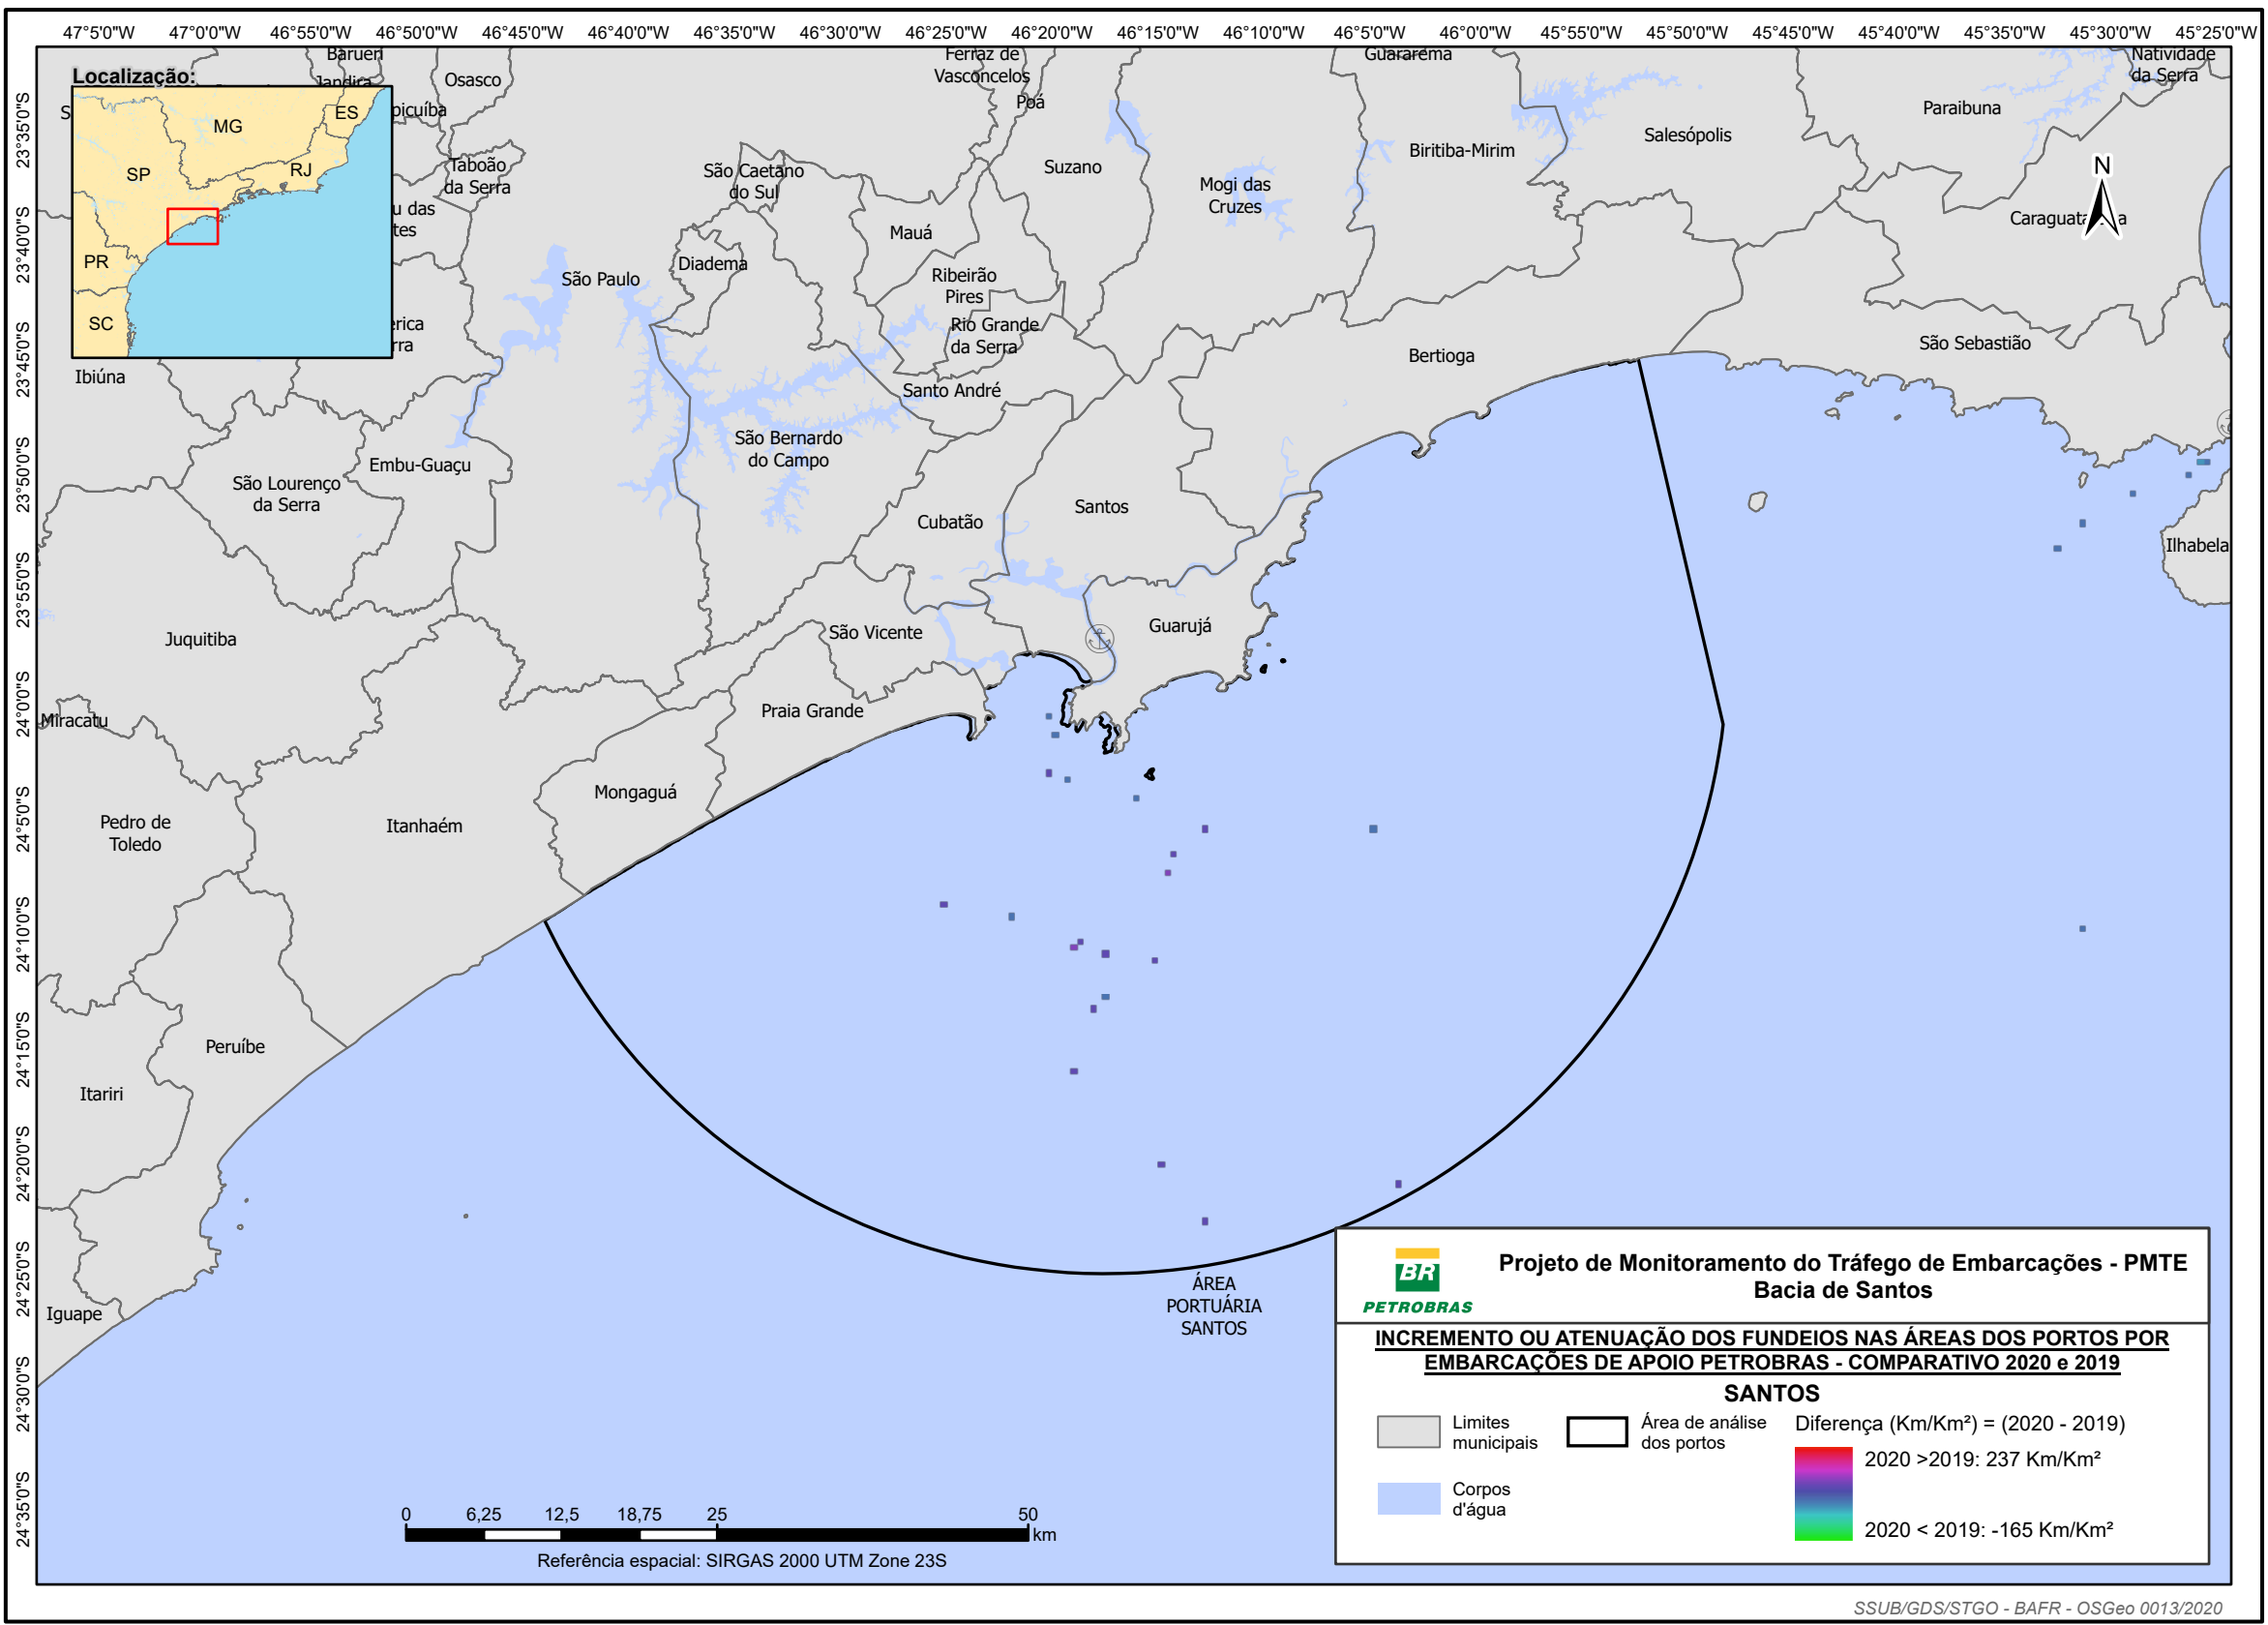 47°5'0"W 47°0'0"W 46°55'0"W 46°50'0"W 46°45'0"W 46°40'0"W 46°35'0"W 46°30'0"W 46°25'0"W 46°20'0"W 46°15'0"W 46°10'0"W 46°5'0"W 46°0'0"W 45°55'0"W 45°50'0"W 45°45'0"W 45°40'0"W 45°35'0"W 45°30'0"W 45°25'0"W
23°35'0"S
23°40'0"S
23°45'0"S
23°50'0"S
23°55'0"S
24°0'0"S
24°5'0"S
24°10'0"S
24°15'0"S
24°20'0"S
24°25'0"S
24°30'0"S
24°35'0"S
Localização:
MG
ES
SP
RJ
PR
SC
Barueri
Jandira
Osasco
picuíba
Taboão
da Serra
u das
tes
erica
rra
Ibiúna
Ferraz de
Vasconcelos
Poá
Suzano
São Caetano
do Sul
Mauá
Diadema
São Paulo
Ribeirão
Pires
Rio Grande
da Serra
Santo André
São Bernardo
do Campo
Guararema
Mogi das
Cruzes
Biritiba-Mirim
Salesópolis
Paraibuna
Natividade
da Serra
N
São Sebastião
Bertioga
Ilhabela
Embu-Guaçu
São Lourenço
da Serra
Cubatão
Santos
Guarujá
São Vicente
Praia Grande
Mongaguá
Itanhaém
Juquitiba
Miracatu
Pedro de
Toledo
Peruíbe
Itariri
Iguape
ÁREA
PORTUÁRIA
SANTOS
0 6,25 12,5 18,75 25 50
km
Referência espacial: SIRGAS 2000 UTM Zone 23S
BR
PETROBRAS
Projeto de Monitoramento do Tráfego de Embarcações - PMTE
Bacia de Santos
INCREMENTO OU ATENUAÇÃO DOS FUNDEIOS NAS ÁREAS DOS PORTOS POR
EMBARCAÇÕES DE APOIO PETROBRAS - COMPARATIVO 2020 e 2019
SANTOS
Limites
municipais
Área de análise
dos portos
Corpos
d'água
Diferença (Km/Km²) = (2020 - 2019)
2020 >2019: 237 Km/Km²
2020 < 2019: -165 Km/Km²
SSUB/GDS/STGO - BAFR - OSGeo 0013/2020